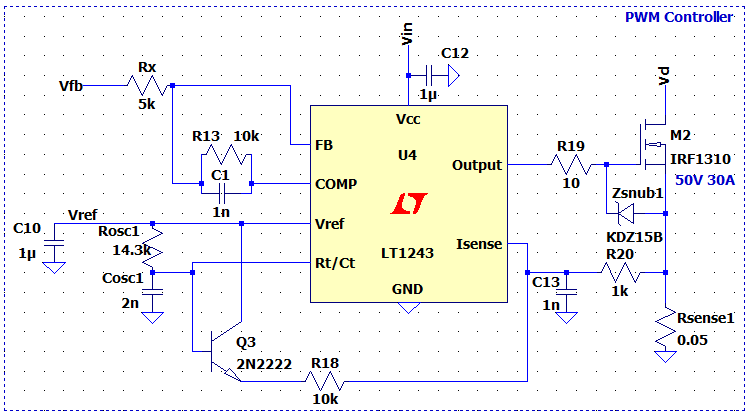 PWM Controller
Vin
C12
1µ
Vd
Vfb
Rx
5k
Vcc
R13 10k
FB
U4
C1
1n
COMP
Output
R19
10
M2
IRF1310
50V 30A
Zsnub1
KDZ15B
Vref
C10
1µ
Rosc1
14.3k
Vref
LT1243
Isense
Rt/Ct
Cosc1
2n
GND
C13
1n
R20
1k
Rsense1
0.05
Q3
2N2222
R18
10k